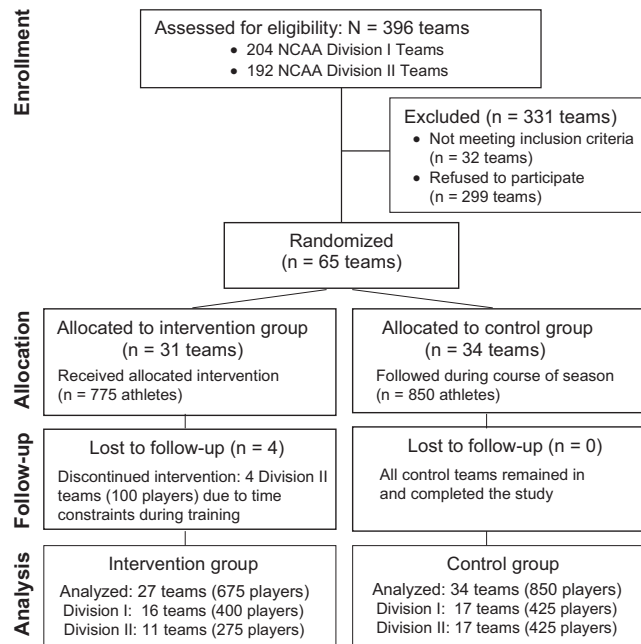 Enrollment
Assessed for eligibility: N = 396 teams
• 204 NCAA Division I Teams
• 192 NCAA Division II Teams
Excluded (n = 331 teams)
• Not meeting inclusion criteria
(n = 32 teams)
• Refused to participate
(n = 299 teams)
Randomized
(n = 65 teams)
Allocation
Allocated to intervention group
(n = 31 teams)
Received allocated intervention
(n = 775 athletes)
Allocated to control group
(n = 34 teams)
Followed during course of season
(n = 850 athletes)
Follow-up
Lost to follow-up (n = 4)
Discontinued intervention: 4 Division II
teams (100 players) due to time
constraints during training
Lost to follow-up (n = 0)
All control teams remained in
and completed the study
Analysis
Intervention group
Analyzed: 27 teams (675 players)
Division I: 16 teams (400 players)
Division II: 11 teams (275 players)
Control group
Analyzed: 34 teams (850 players)
Division I: 17 teams (425 players)
Division II: 17 teams (425 players)